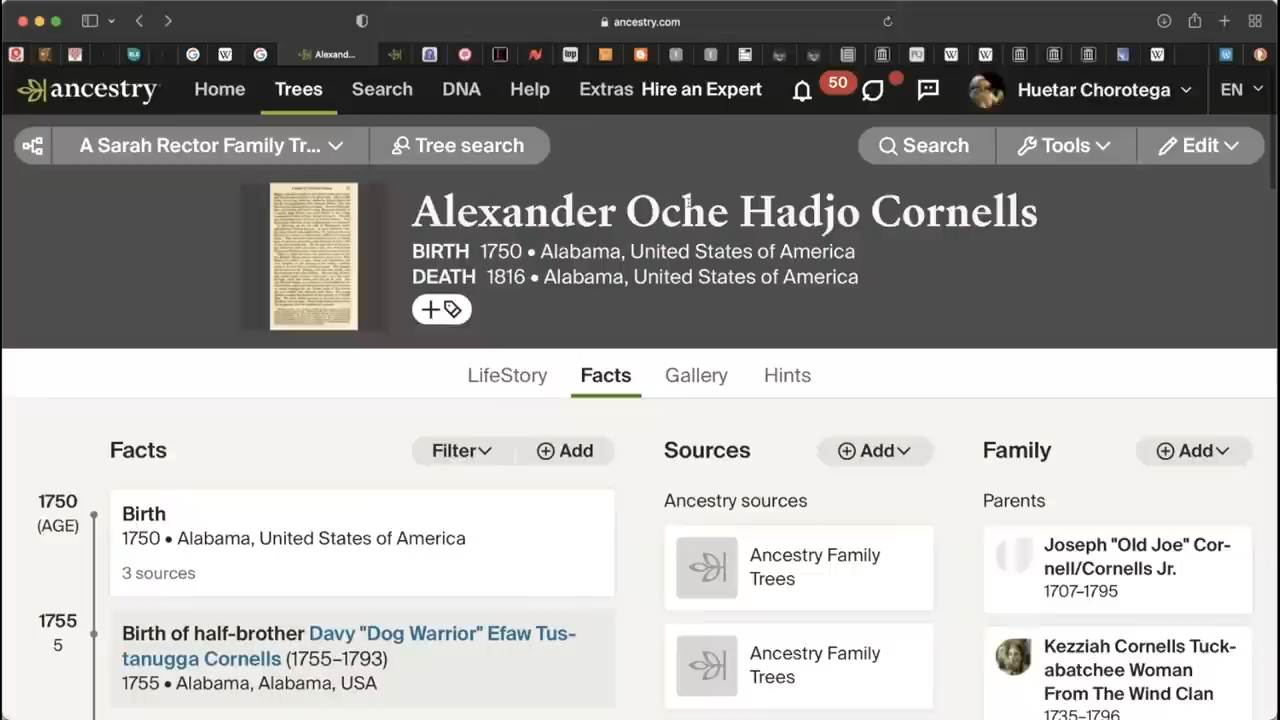 ancestry.com
Alexand...
ancestry
Home
Trees
Search
DNA
Help
Extras
Hire an Expert
50
Huetar Chorotega
EN
A Sarah Rector Family Tr...
Tree search
Search
Tools
Edit
Alexander Oche Hadjo Cornells
BIRTH 1750 • Alabama, United States of America
DEATH 1816 • Alabama, United States of America
LifeStory
Facts
Gallery
Hints
Facts
Filter
Add
1750
(AGE)
Birth
1750 • Alabama, United States of America
3 sources
1755
5
Birth of half-brother Davy "Dog Warrior" Efaw Tus-
tanugga Cornells (1755–1793)
1755 • Alabama, Alabama, USA
Sources
Add
Ancestry sources
Ancestry Family
Trees
Ancestry Family
Trees
Family
Add
Parents
Joseph "Old Joe" Cor-
nell/Cornells Jr.
1707–1795
Kezziah Cornells Tuck-
abatchee Woman
From The Wind Clan
1735–1796